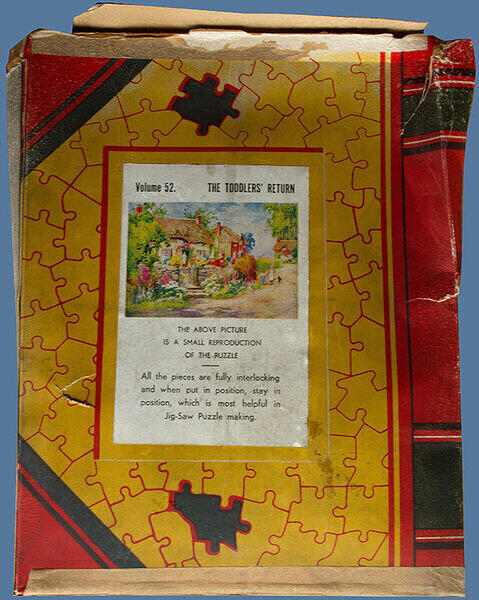 Volume 52. THE TODDLERS' RETURN
THE ABOVE PICTURE
IS A SMALL REPRODUCTION
OF THE PUZZLE
All the pieces are fully interlocking
and when put in position, stay in
position, which is most helpful in
Jig-Saw Puzzle making.